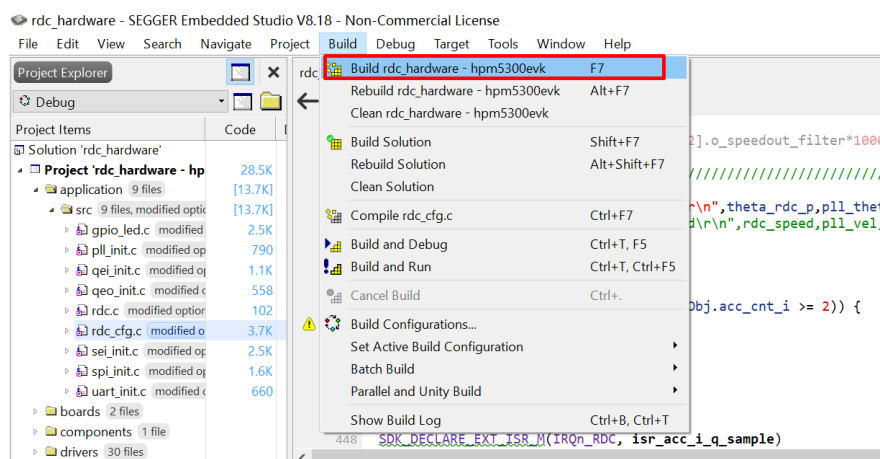 rdc_hardware - SEGGER Embedded Studio V8.18 - Non-Commercial License
File Edit View Search Navigate Project Build Debug Target Tools Window Help
Project Explorer
Debug
Project Items Code
Solution 'rdc_hardware'
Project 'rdc_hardware - hp 28.5K
application 9 files [13.7K]
src 9 files, modified optic [13.7K]
gpio_led.c modified 2.5K
pll_init.c modified op 790
qei_init.c modified op 1.1K
qeo_init.c modified o 558
rdc.c modified option 102
rdc_cfg.c modified o 3.7K
sei_init.c modified op 2.5K
spi_init.c modified op 1.6K
uart_init.c modified o 660
boards 2 files
components 1 file
drivers 30 files
rdc_
Build rdc_hardware - hpm5300evk F7
Rebuild rdc_hardware - hpm5300evk Alt+F7
Clean rdc_hardware - hpm5300evk
Build Solution Shift+F7
Rebuild Solution Alt+Shift+F7
Clean Solution
Compile rdc_cfg.c Ctrl+F7
Build and Debug Ctrl+T, F5
Build and Run Ctrl+T, Ctrl+F5
Cancel Build Ctrl+.
Build Configurations...
Set Active Build Configuration
Batch Build
Parallel and Unity Build
Show Build Log Ctrl+B, Ctrl+T
2].o_speedout_filter*1000
//////////////////////////
r\n",theta_rdc_p,pll_thet
d\r\n",rdc_speed,pll_vel_
Obj.acc_cnt_i >= 2)) {
448 SDK_DECLARE_EXT_ISR_M(IRQn_RDC, isr_acc_i_q_sample)